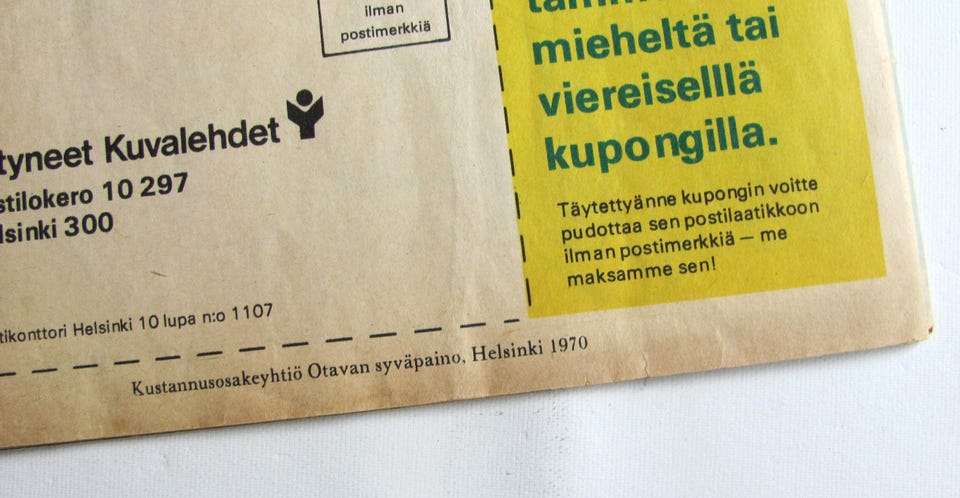 ilman
postimerkkiä
tyneet Kuvalehdet
stilokero 10 297
lsinki 300
tikonttori Helsinki 10 lupa n:o 1107
Kustannusosakeyhtiö Otavan syväpaino, Helsinki 1970
mieheltä tai
viereiselllä
kupongilla.
Täytettyänne kupongin voitte
pudottaa sen postilaatikkoon
ilman postimerkkiä — me
maksamme sen!